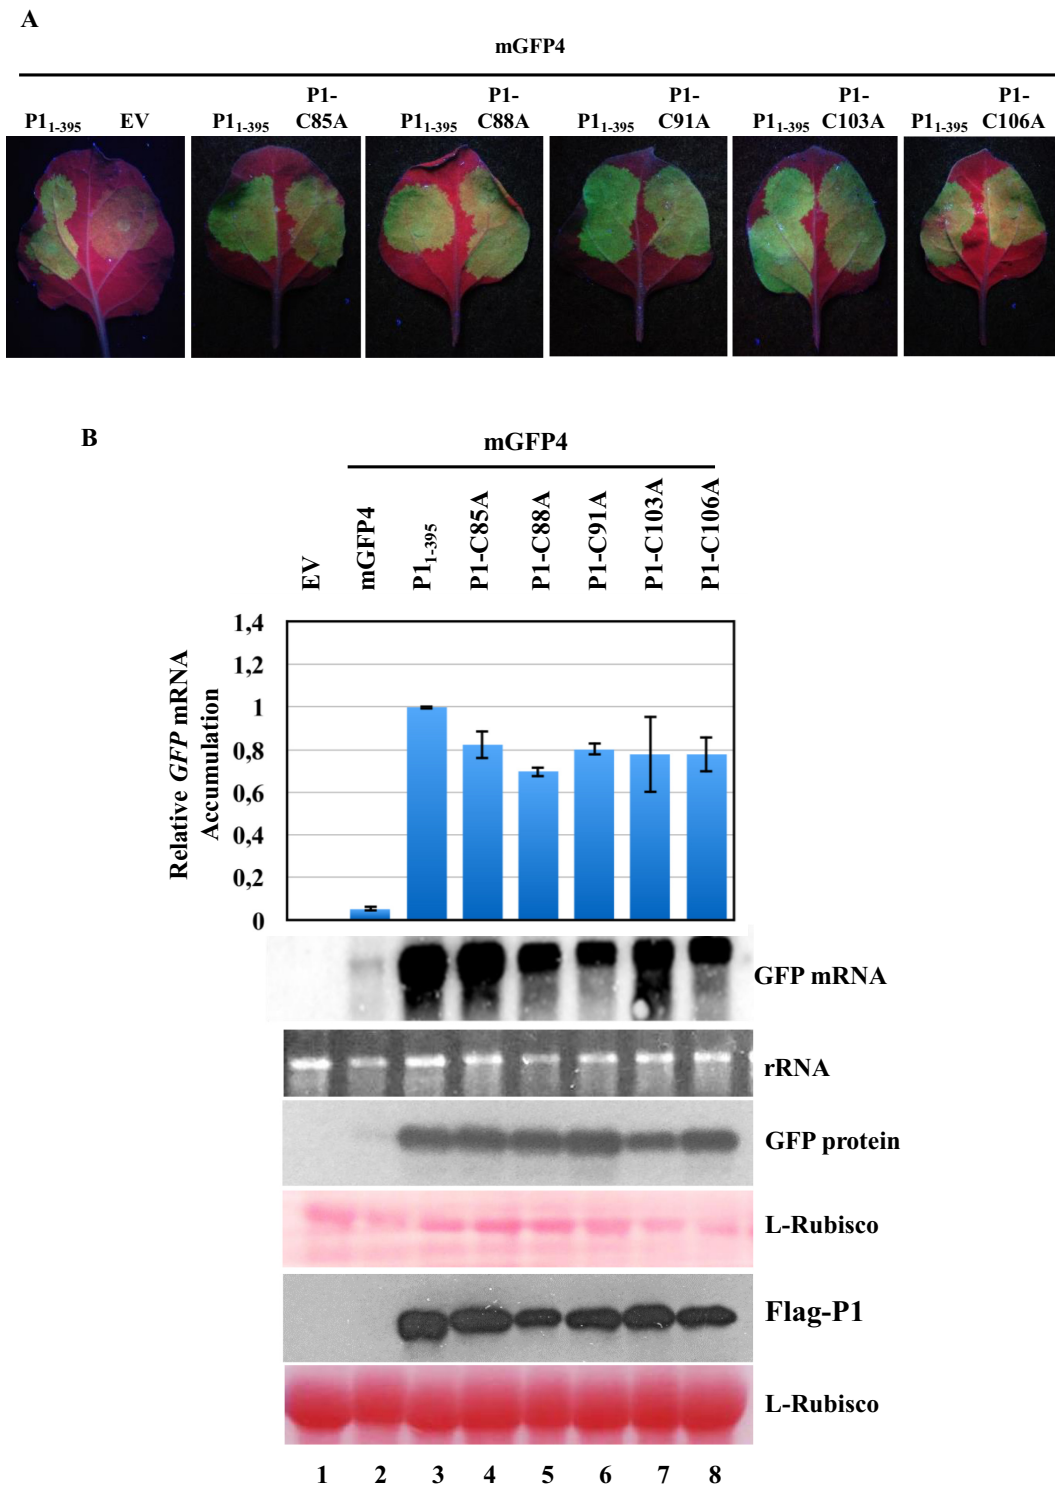 A
mGFP4
P1- P1- P1- P1- P1-
P1₁₋₃₉₅ EV P1₁₋₃₉₅ C85A P1₁₋₃₉₅ C88A P1₁₋₃₉₅ C91A P1₁₋₃₉₅ C103A P1₁₋₃₉₅ C106A
B
mGFP4
EV
mGFP4
P1₁₋₃₉₅
P1-C85A
P1-C88A
P1-C91A
P1-C103A
P1-C106A
Relative GFP mRNA
Accumulation
1,4
1,2
1
0,8
0,6
0,4
0,2
0
GFP mRNA
rRNA
GFP protein
L-Rubisco
Flag-P1
L-Rubisco
1 2 3 4 5 6 7 8